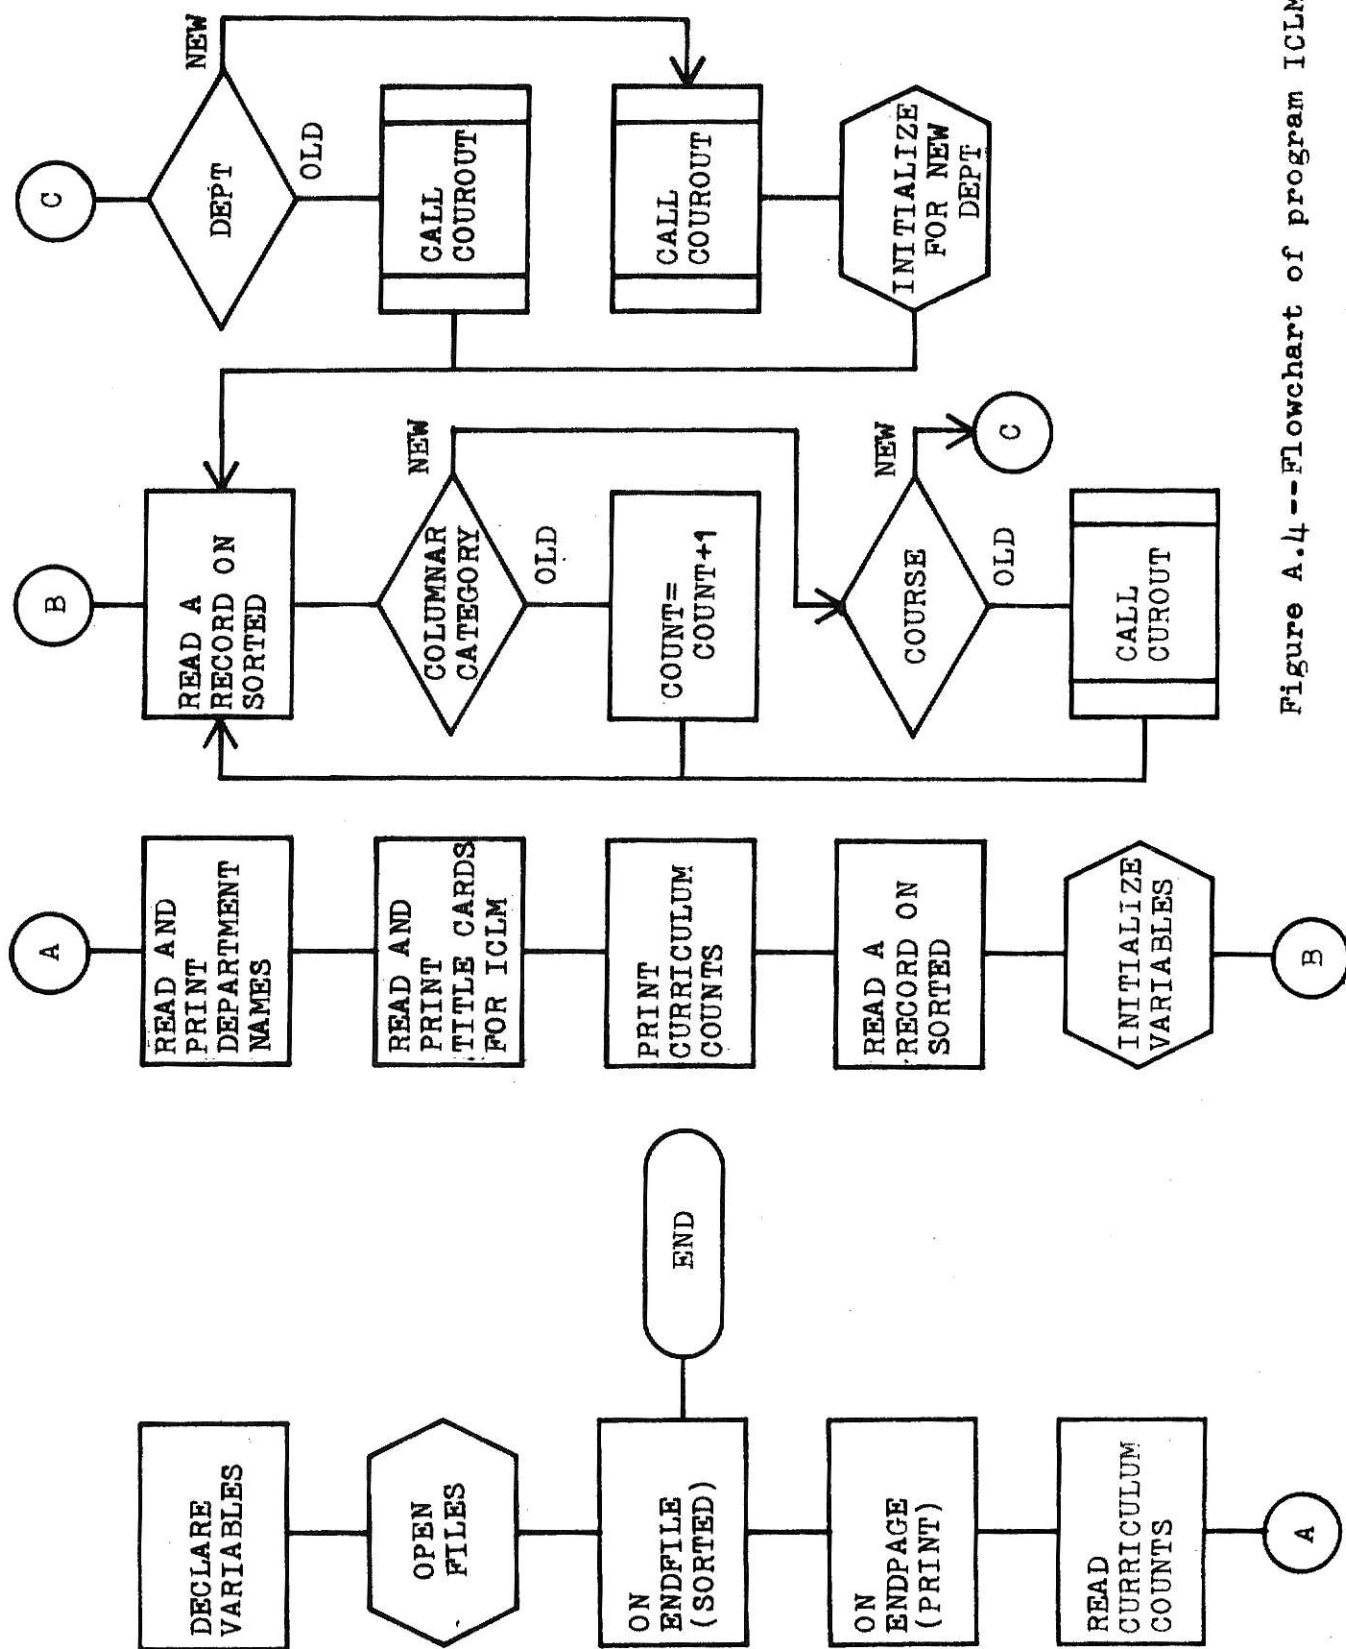 DECLARE
VARIABLES
OPEN
FILES
ON
ENDFILE
(SORTED)
END
ON
ENDPAGE
(PRINT)
READ
CURRICULUM
COUNTS
A
A
READ AND
PRINT
DEPARTMENT
NAMES
READ AND
PRINT
TITLE CARDS
FOR ICLM
PRINT
CURRICULUM
COUNTS
READ A
RECORD ON
SORTED
INITIALIZE
VARIABLES
B
B
READ A
RECORD ON
SORTED
COLUMNAR
CATEGORY
NEW
OLD
COUNT=
COUNT+1
COURSE
NEW
C
OLD
CALL
CUROUT
C
DEPT
NEW
OLD
CALL
COUROUT
CALL
COUROUT
INITIALIZE
FOR NEW
DEPT
Figure A.4--Flowchart of program ICLM